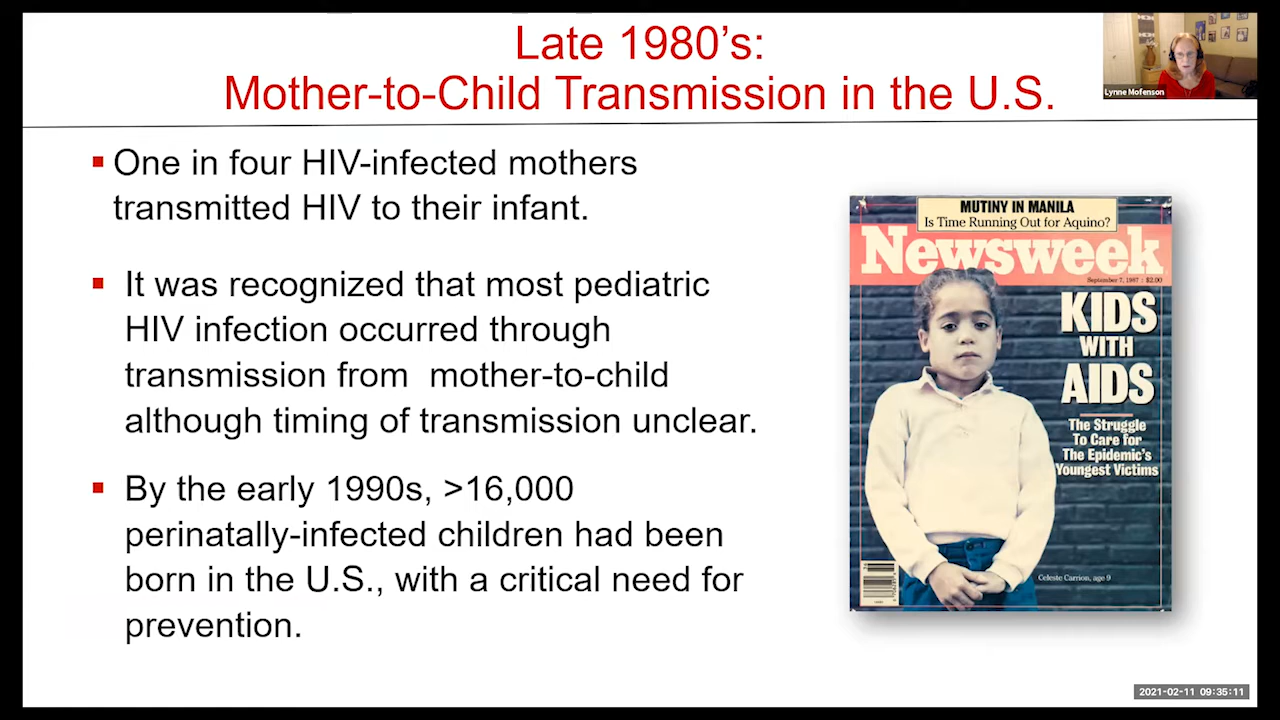 Late 1980's:
Mother-to-Child Transmission in the U.S.
Lynne Mofenson
▪ One in four HIV-infected mothers
transmitted HIV to their infant.
▪ It was recognized that most pediatric
HIV infection occurred through
transmission from mother-to-child
although timing of transmission unclear.
▪ By the early 1990s, >16,000
perinatally-infected children had been
born in the U.S., with a critical need for
prevention.
MUTINY IN MANILA
Is Time Running Out for Aquino?
Newsweek
September 7, 1987 : $2.00
KIDS
WITH
AIDS
The Struggle
To Care for
The Epidemic's
Youngest Victims
Celeste Carrion, age 9
2021-02-11 09:35:11